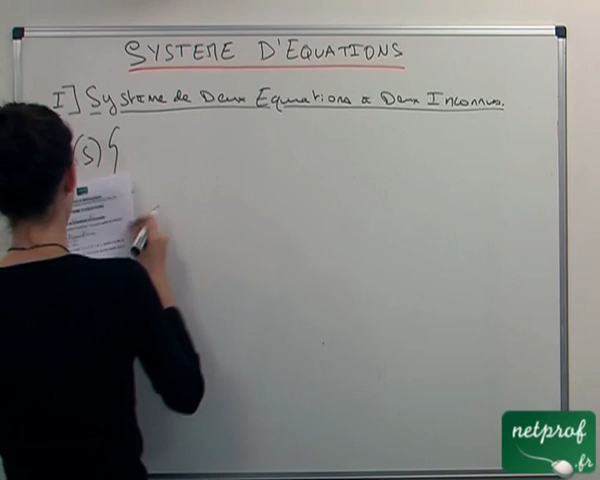 SYSTEME D'EQUATIONS
I] Système de Deux Equations à Deux Inconnus.
(S) {
netprof
.fr